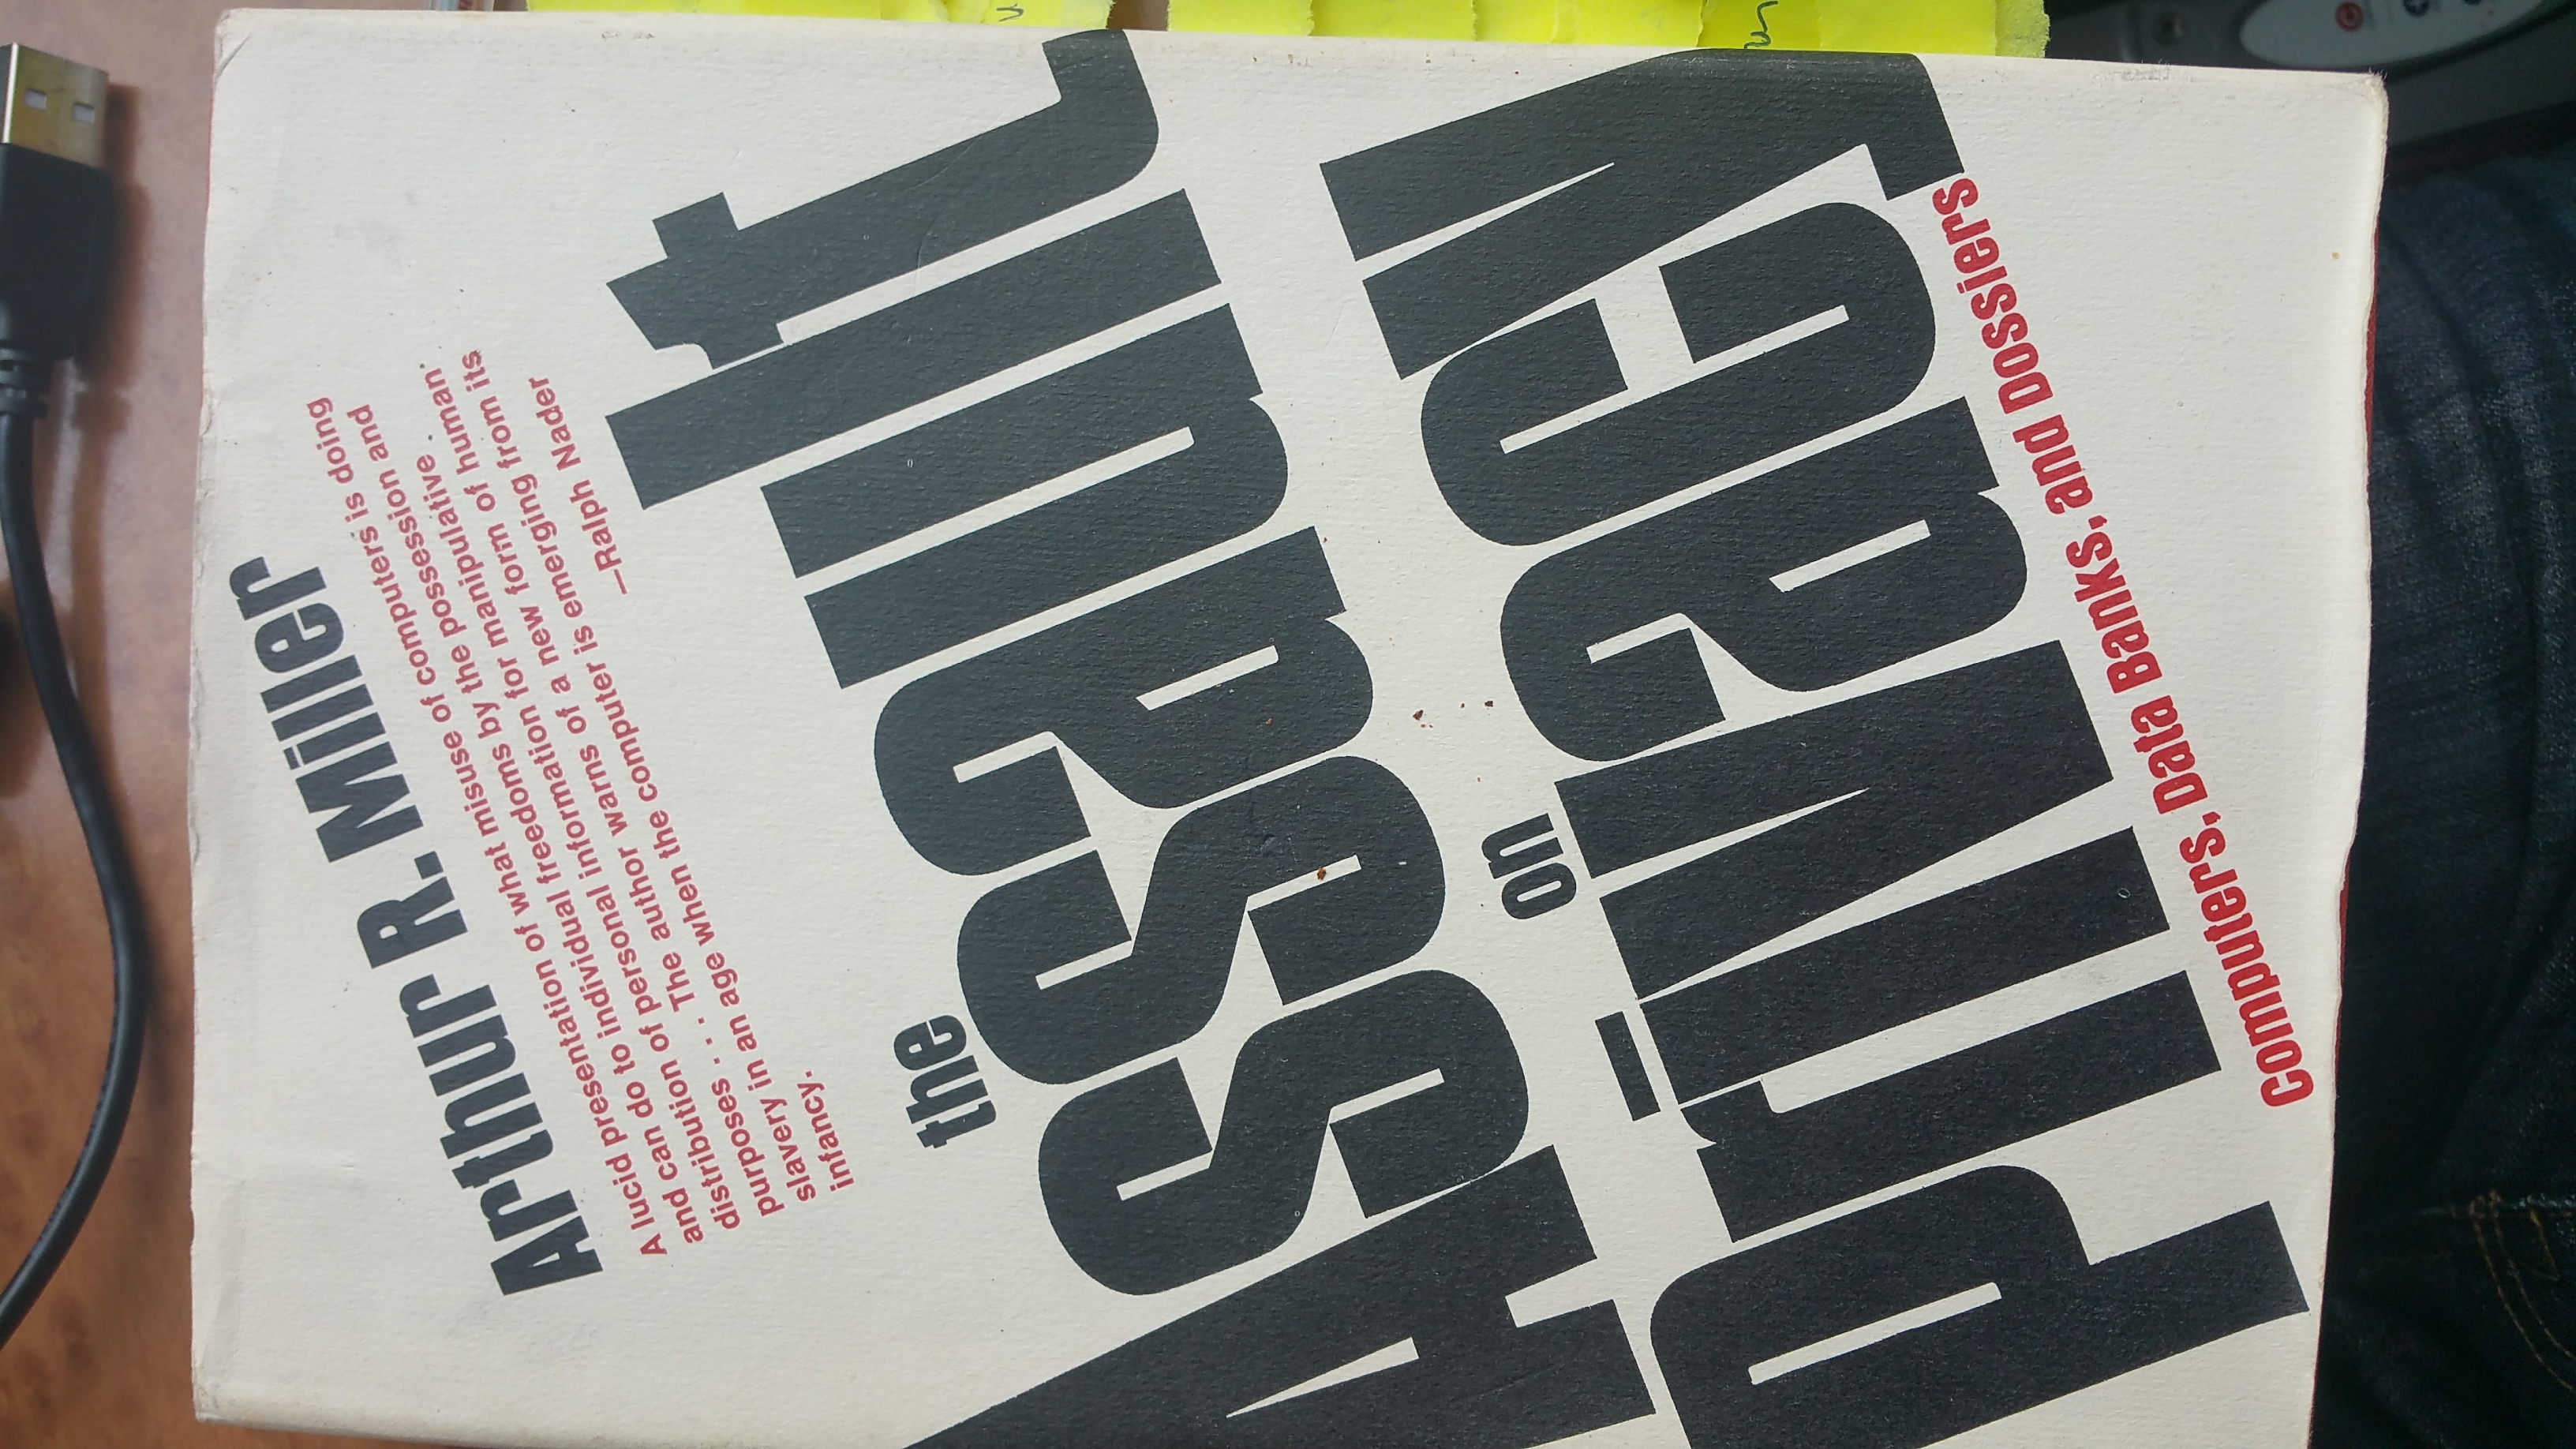 Arthur R. Miller
A lucid presentation of what misuse of computers is doing
and can do to individual freedoms by the possession and
distribution of personal information for manipulative
purposes . . . The author warns of a new form of human
slavery in an age when the computer is emerging from its
infancy.
—Ralph Nader
the
Assault
on
Privacy
Computers, Data Banks, and Dossiers